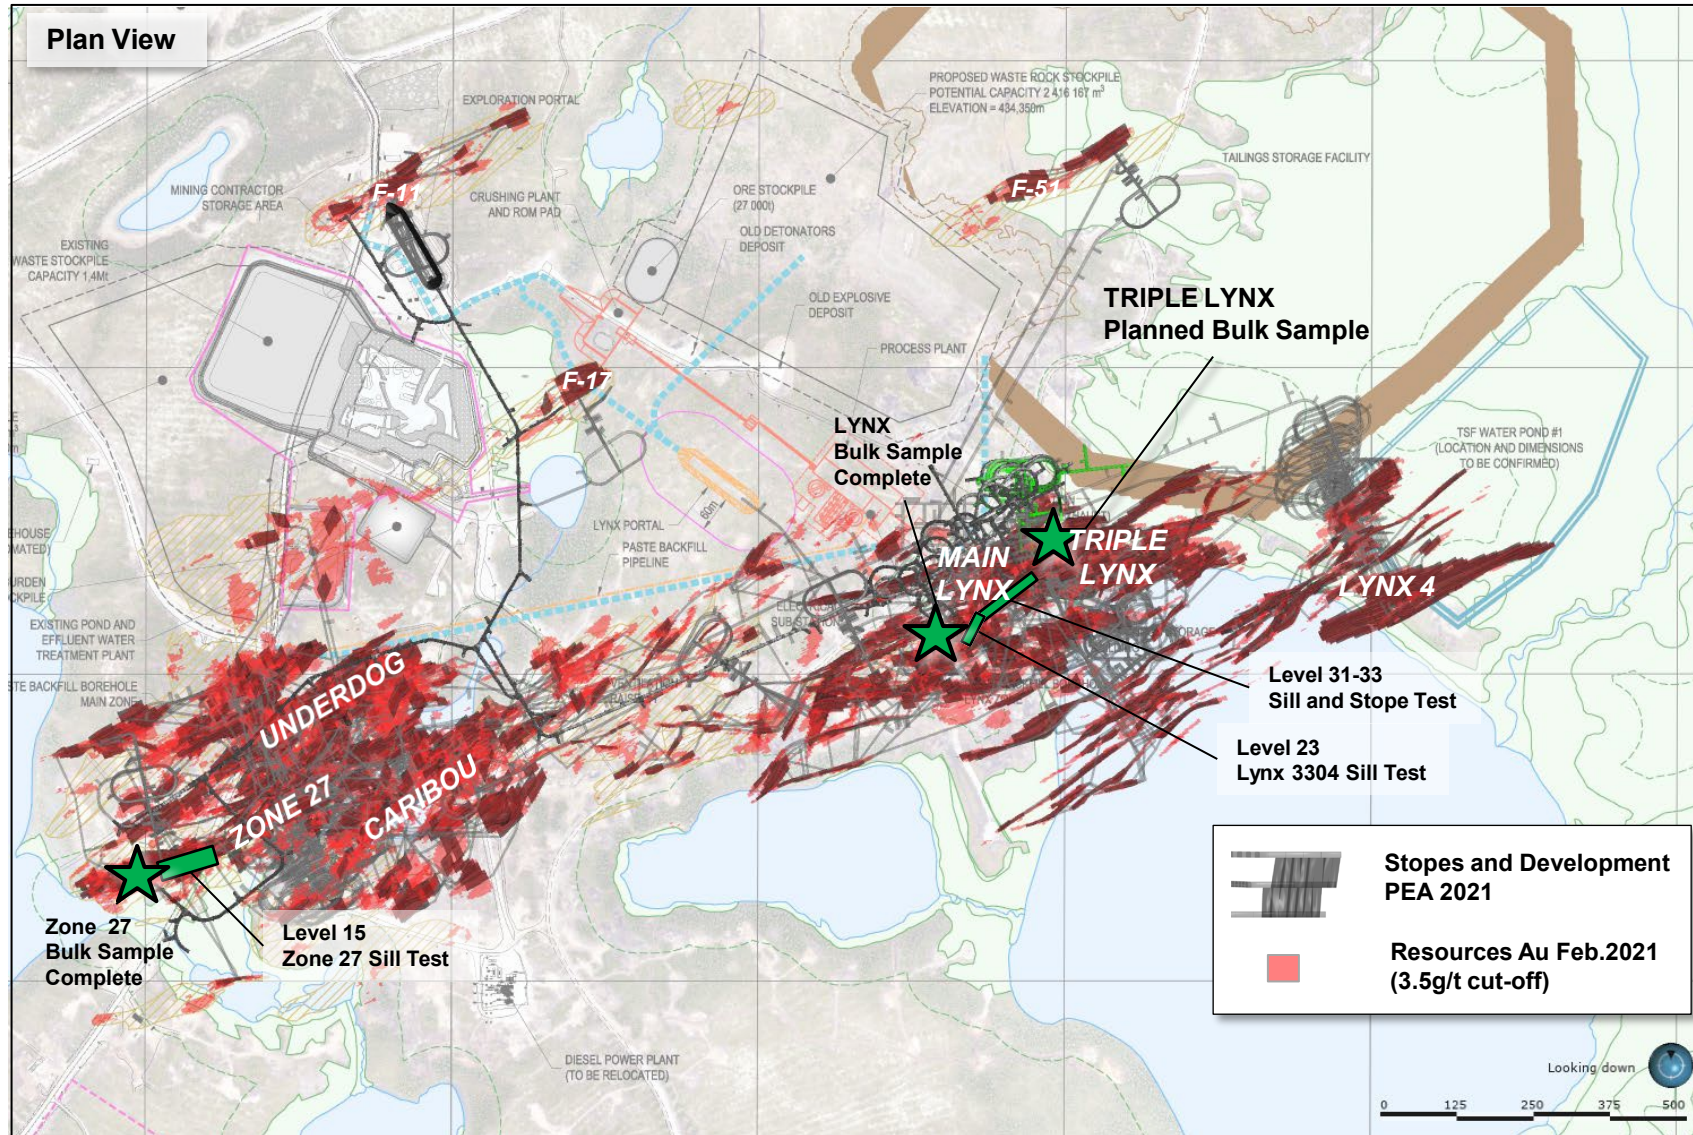 Plan View
EXPLORATION PORTAL
PROPOSED WASTE ROCK STOCKPILE
POTENTIAL CAPACITY 2 416 167 m³
ELEVATION = 434,350m
TAILINGS STORAGE FACILITY
MINING CONTRACTOR
STORAGE AREA
F-11
CRUSHING PLANT
AND ROM PAD
ORE STOCKPILE
(27 000t)
F-51
OLD DETONATORS
DEPOSIT
EXISTING
WASTE STOCKPILE
CAPACITY 1,4Mt
OLD EXPLOSIVE
DEPOSIT
TRIPLE LYNX
Planned Bulk Sample
PROCESS PLANT
F-17
LYNX
Bulk Sample
Complete
TSF WATER POND #1
(LOCATION AND DIMENSIONS
TO BE CONFIRMED)
60m
LYNX PORTAL
PASTE BACKFILL
PIPELINE
MAIN
LYNX
TRIPLE
LYNX
LYNX 4
SUB STATION
EXISTING POND AND
EFFLUENT WATER
TREATMENT PLANT
BACKFILL BOREHOLE
MAIN ZONE
UNDERDOG
ZONE 27
CARIBOU
Level 31-33
Sill and Stope Test
Level 23
Lynx 3304 Sill Test
Zone 27
Bulk Sample
Complete
Level 15
Zone 27 Sill Test
Stopes and Development
PEA 2021
Resources Au Feb.2021
(3.5g/t cut-off)
DIESEL POWER PLANT
(TO BE RELOCATED)
Looking down
0 125 250 375 500